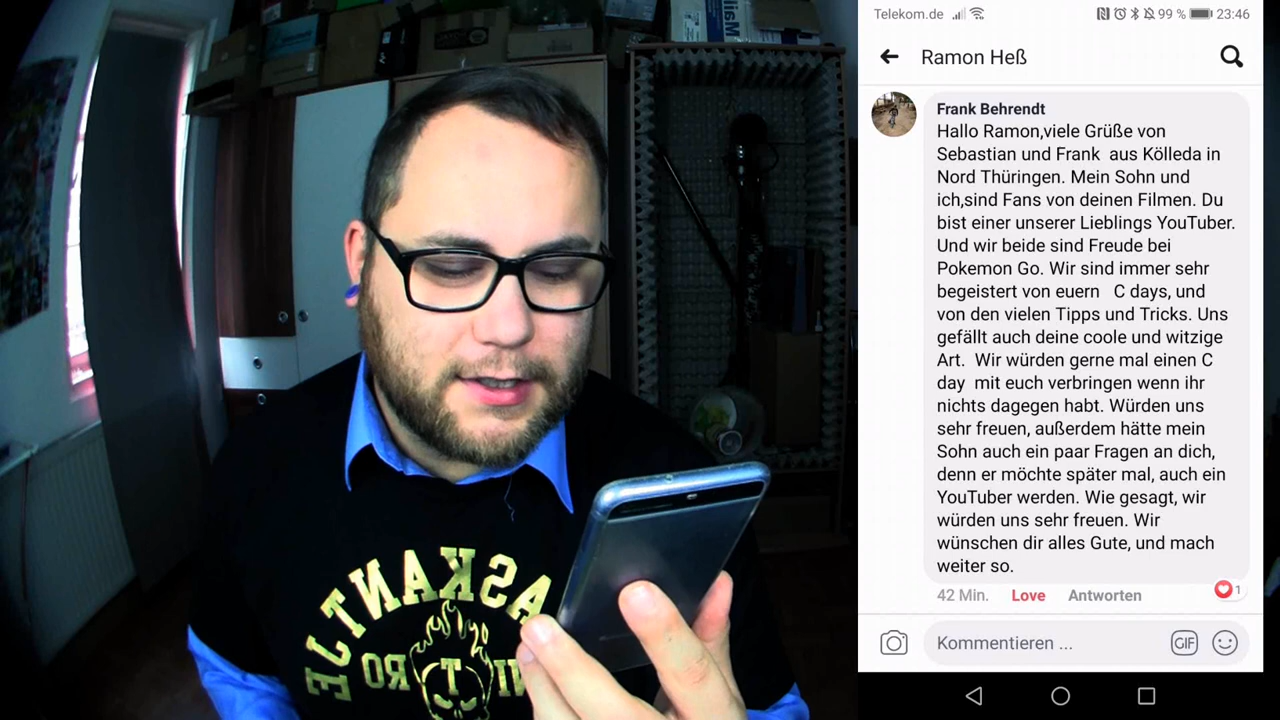 Telekom.de
99 %
23:46
Ramon Heß
Frank Behrendt
Hallo Ramon,viele Grüße von
Sebastian und Frank aus Kölleda in
Nord Thüringen. Mein Sohn und
ich,sind Fans von deinen Filmen. Du
bist einer unserer Lieblings YouTuber.
Und wir beide sind Freude bei
Pokemon Go. Wir sind immer sehr
begeistert von euern C days, und
von den vielen Tipps und Tricks. Uns
gefällt auch deine coole und witzige
Art. Wir würden gerne mal einen C
day mit euch verbringen wenn ihr
nichts dagegen habt. Würden uns
sehr freuen, außerdem hätte mein
Sohn auch ein paar Fragen an dich,
denn er möchte später mal, auch ein
YouTuber werden. Wie gesagt, wir
würden uns sehr freuen. Wir
wünschen dir alles Gute, und mach
weiter so.
42 Min. Love Antworten 1
Kommentieren ... GIF